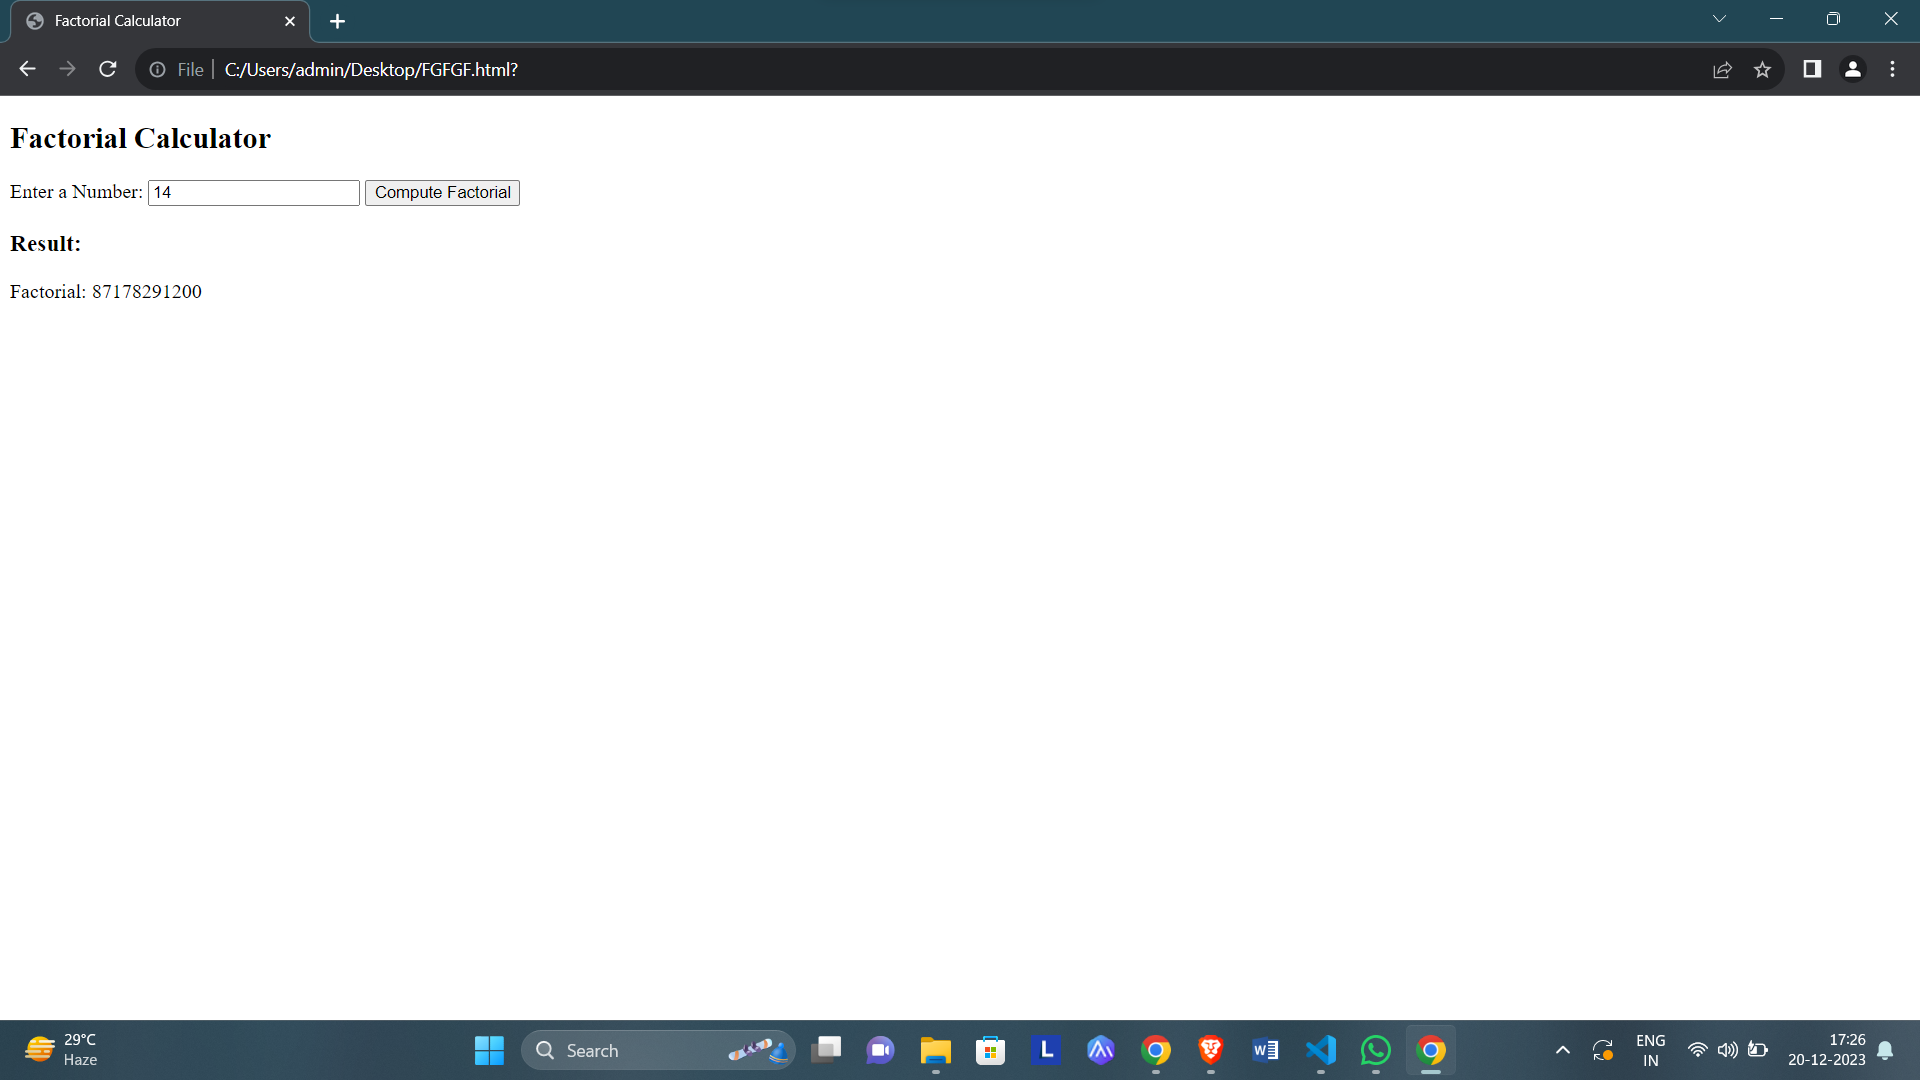 Factorial Calculator
File
C:/Users/admin/Desktop/FGFGF.html?
Factorial Calculator
Enter a Number: 14 Compute Factorial
Result:
Factorial: 87178291200
29°C
Haze
Search
L
W
ENG
IN
17:26
20-12-2023